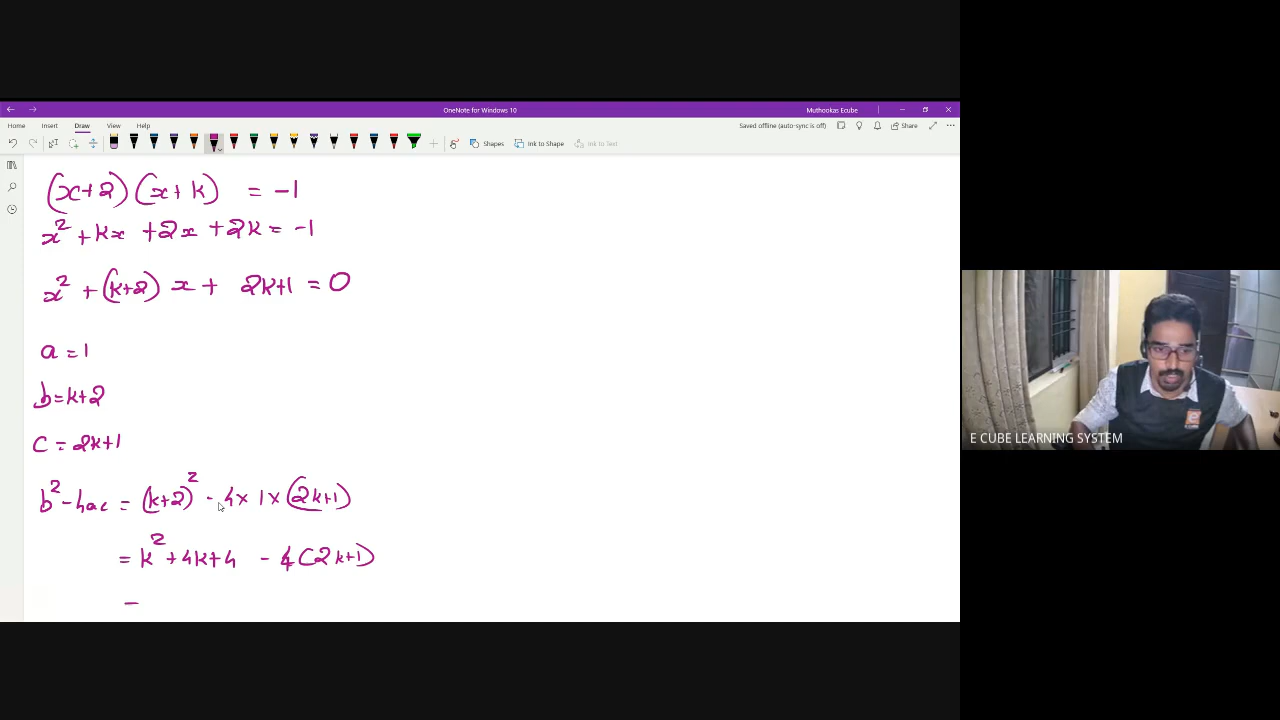 OneNote for Windows 10
Muthookas Ecube
Home Insert Draw View Help
Saved offline (auto-sync is off)
Share
Shapes
Ink to Shape
Ink to Text
(x+2)(x+k) = -1
x² + kx + 2x + 2k = -1
x² + (k+2) x + 2k+1 = 0
a = 1
b = k+2
c = 2k+1
b² - 4ac = (k+2)² - 4 × 1 × (2k+1)
= k² + 4k + 4 - 4(2k+1)
E CUBE LEARNING SYSTEM